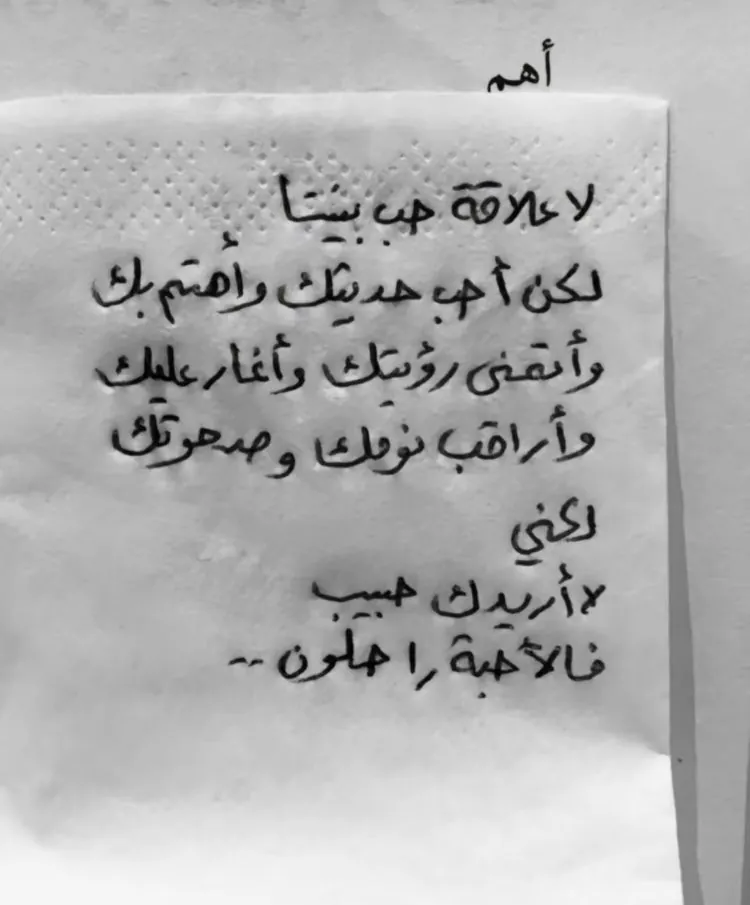 أهم
لا علاقة حب بيننا
لكن أحب حديثك وأهتم بك
وأتمنى رؤيتك وأغار عليك
وأراقب نومك وصحوتك
لكني
لا أريدك حبيب
فالأحبة راحلون ..